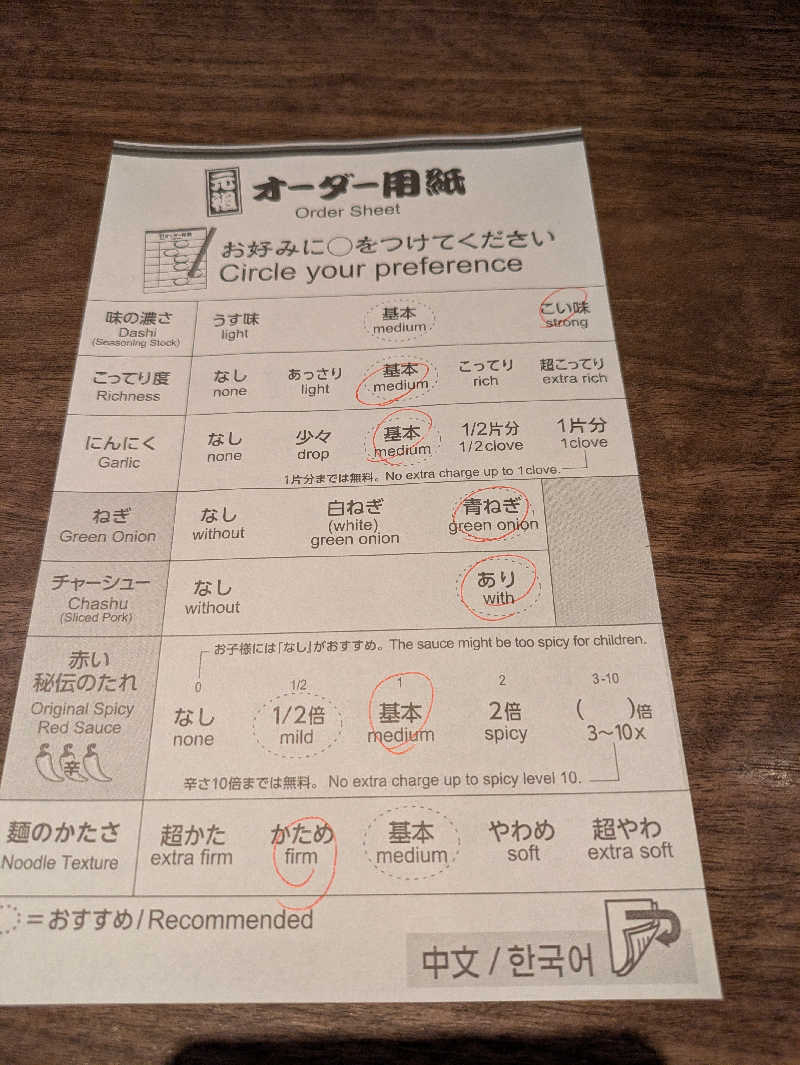 元祖 オーダー用紙
Order Sheet
お好みに○をつけてください
Circle your preference
味の濃さ うす味 基本 こい味
Dashi light medium strong
(Seasoning Stock)
こってり度 なし あっさり 基本 こってり 超こってり
Richness none light medium rich extra rich
にんにく なし 少々 基本 1/2片分 1片分
Garlic none drop medium 1/2clove 1clove
1片分までは無料。No extra charge up to 1clove.
ねぎ なし 白ねぎ 青ねぎ
Green Onion without (white) green onion
green onion
チャーシュー なし あり
Chashu without with
(Sliced Pork)
お子様には「なし」がおすすめ。The sauce might be too spicy for children.
赤い
秘伝のたれ
Original Spicy
Red Sauce
辛
0 1/2 1 2 3-10
なし 1/2倍 基本 2倍 ( )倍
none mild medium spicy 3〜10x
辛さ10倍までは無料。No extra charge up to spicy level 10.
麺のかたさ 超かた かため 基本 やわめ 超やわ
Noodle Texture extra firm firm medium soft extra soft
=おすすめ/Recommended
中文/한국어